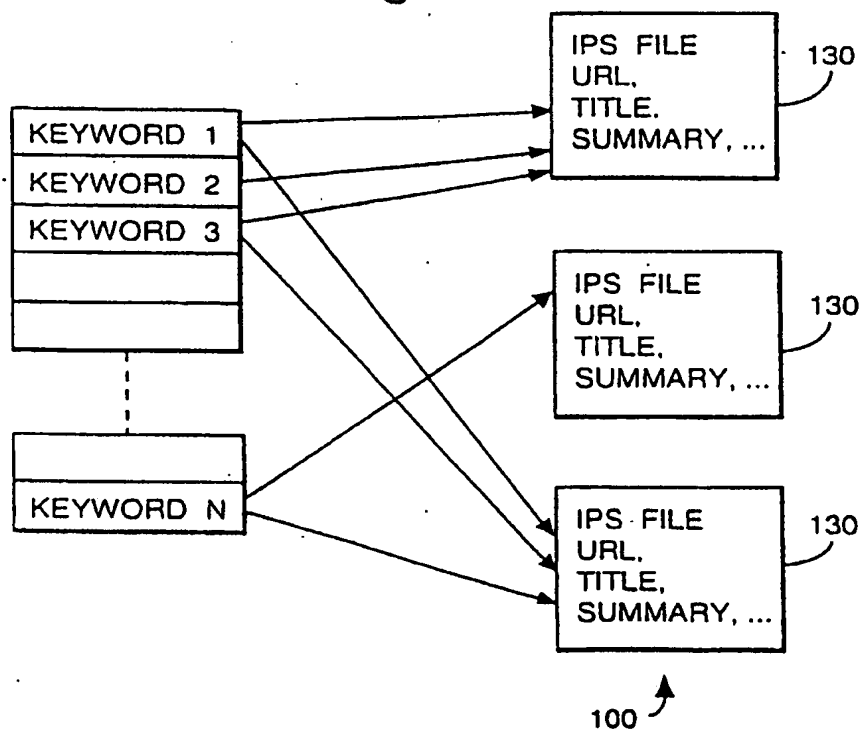 KEYWORD 1
KEYWORD 2
KEYWORD 3
KEYWORD N
IPS FILE
URL,
TITLE,
SUMMARY, ...
130
IPS FILE
URL,
TITLE,
SUMMARY, ...
130
IPS FILE
URL,
TITLE,
SUMMARY, ...
130
100